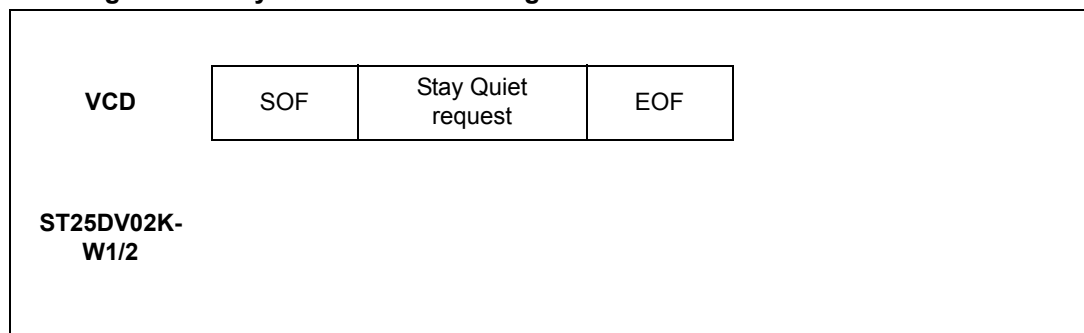 VCD
SOF
Stay Quiet
request
EOF
ST25DV02K-
W1/2